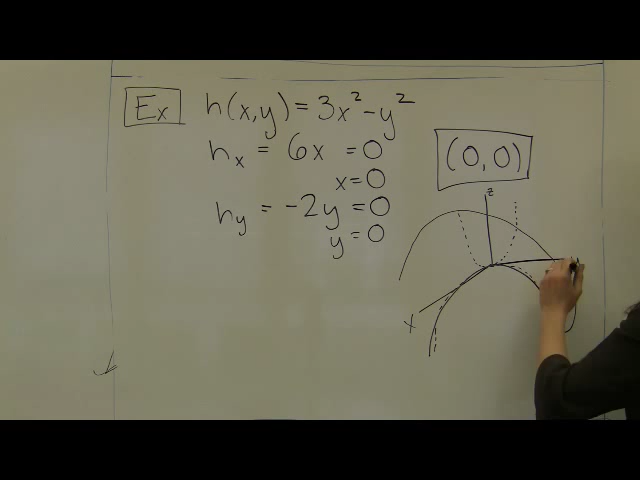 Ex h(x,y) = 3x² - y²
hx = 6x = 0
x = 0
hy = -2y = 0
y = 0
(0,0)
z
x